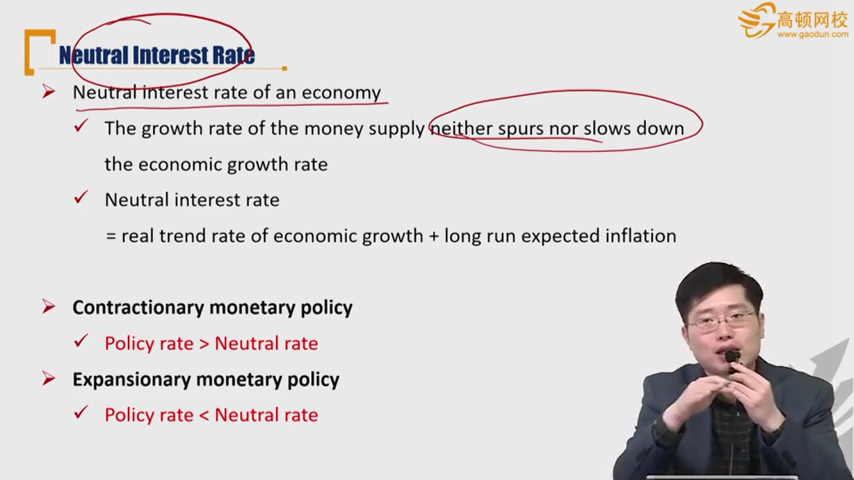 高顿网校
www.gaodun.com
Neutral Interest Rate
Neutral interest rate of an economy
The growth rate of the money supply neither spurs nor slows down
the economic growth rate
Neutral interest rate
= real trend rate of economic growth + long run expected inflation
Contractionary monetary policy
Policy rate > Neutral rate
Expansionary monetary policy
Policy rate < Neutral rate